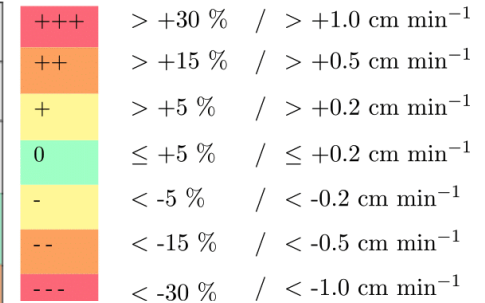 +++ > +30 % / > +1.0 cm min⁻¹
++ > +15 % / > +0.5 cm min⁻¹
+ > +5 % / > +0.2 cm min⁻¹
0 ≤ +5 % / ≤ +0.2 cm min⁻¹
- < -5 % / < -0.2 cm min⁻¹
-- < -15 % / < -0.5 cm min⁻¹
--- < -30 % / < -1.0 cm min⁻¹